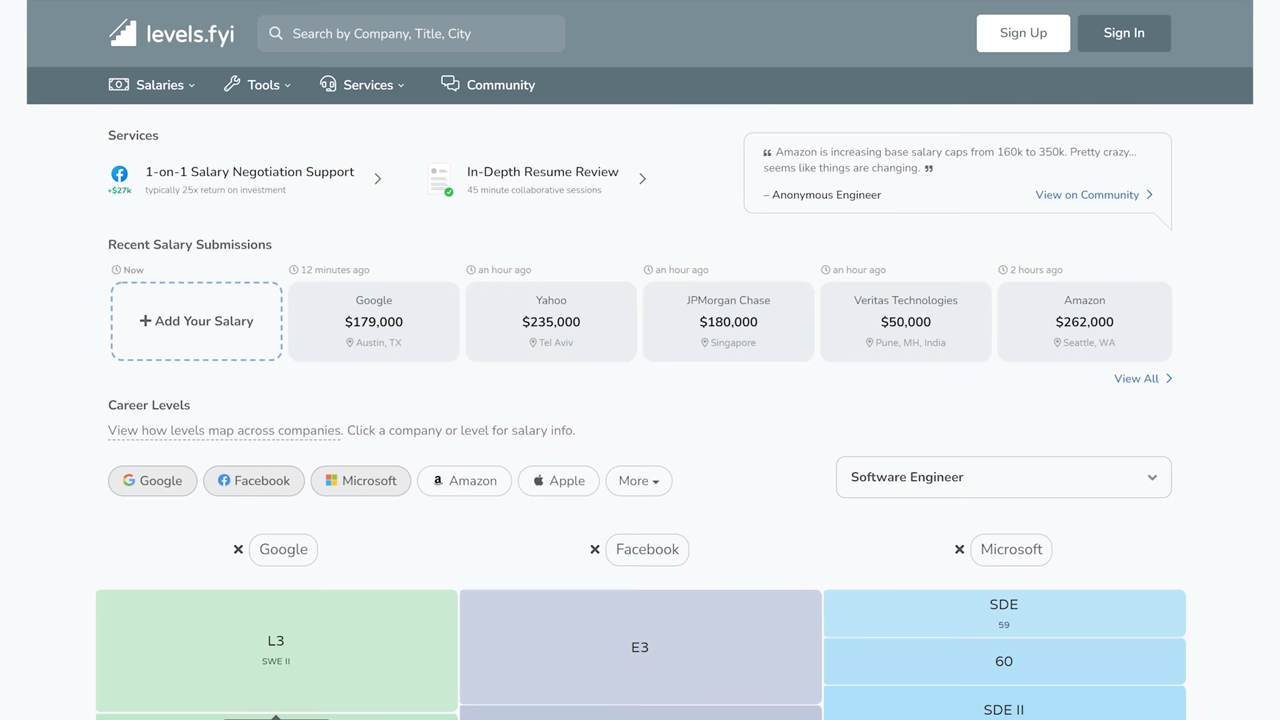 levels.fyi
Search by Company, Title, City
Sign Up
Sign In
Salaries
Tools
Services
Community
Services
1-on-1 Salary Negotiation Support
+$27k
typically 25x return on investment
In-Depth Resume Review
45 minute collaborative sessions
❝ Amazon is increasing base salary caps from 160k to 350k. Pretty crazy...
seems like things are changing. ❞
– Anonymous Engineer
View on Community
Recent Salary Submissions
Now
12 minutes ago
an hour ago
an hour ago
an hour ago
2 hours ago
+ Add Your Salary
Google
$179,000
Austin, TX
Yahoo
$235,000
Tel Aviv
JPMorgan Chase
$180,000
Singapore
Veritas Technologies
$50,000
Pune, MH, India
Amazon
$262,000
Seattle, WA
View All
Career Levels
View how levels map across companies. Click a company or level for salary info.
Google
Facebook
Microsoft
Amazon
Apple
More
Software Engineer
× Google
× Facebook
× Microsoft
L3
SWE II
E3
SDE
59
60
SDE II